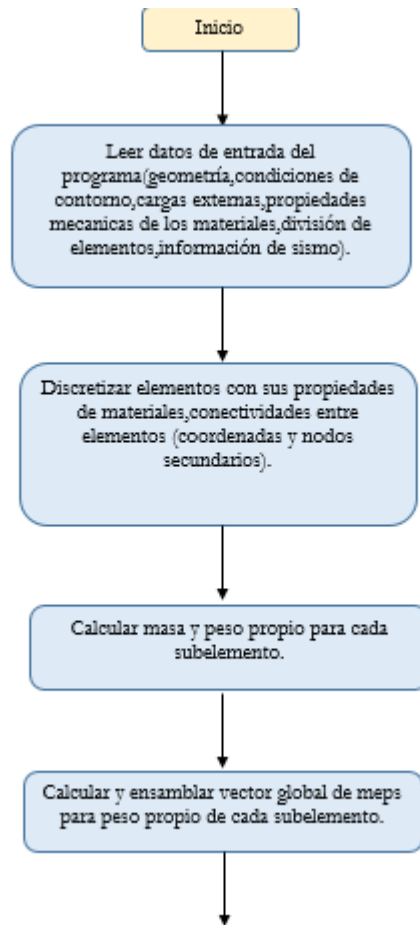 Inicio
Leer datos de entrada del
programa(geometría,condiciones de
contorno,cargas externas,propiedades
mecanicas de los materiales,división de
elementos,información de sismo).
Discretizar elementos con sus propiedades
de materiales,conectividades entre
elementos (coordenadas y nodos
secundarios).
Calcular masa y peso propio para cada
subelemento.
Calcular y ensamblar vector global de meps
para peso propio de cada subelemento.